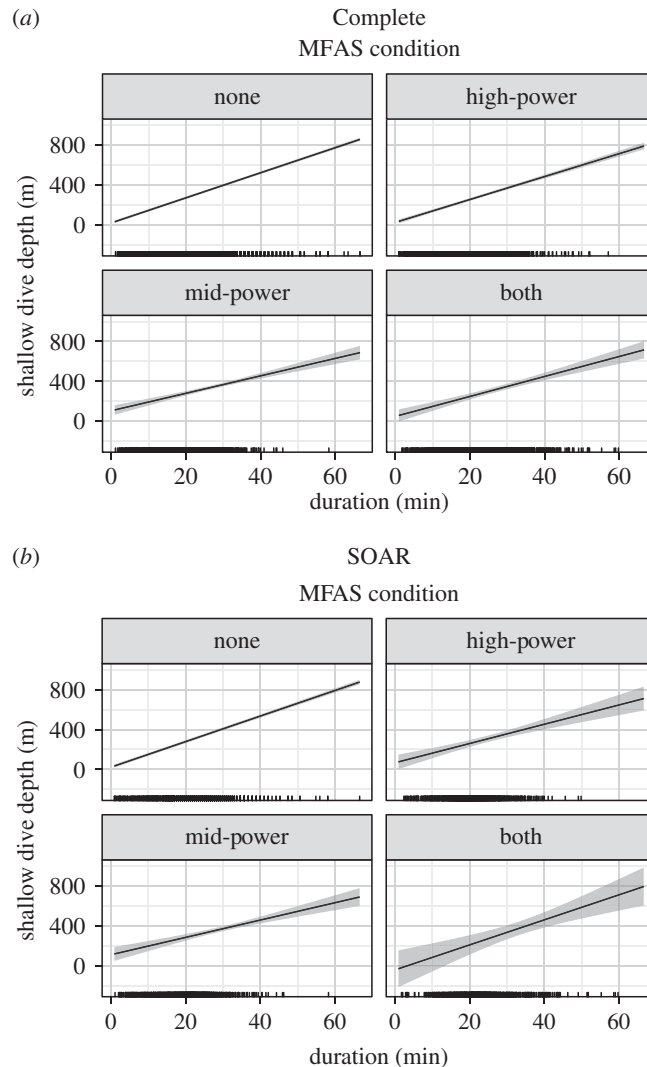 (a) Complete
MFAS condition
none high-power
800
400
0
mid-power both
800
400
0
shallow dive depth (m)
0 20 40 60 0 20 40 60
duration (min)
(b) SOAR
MFAS condition
none high-power
800
400
0
mid-power both
800
400
0
shallow dive depth (m)
0 20 40 60 0 20 40 60
duration (min)